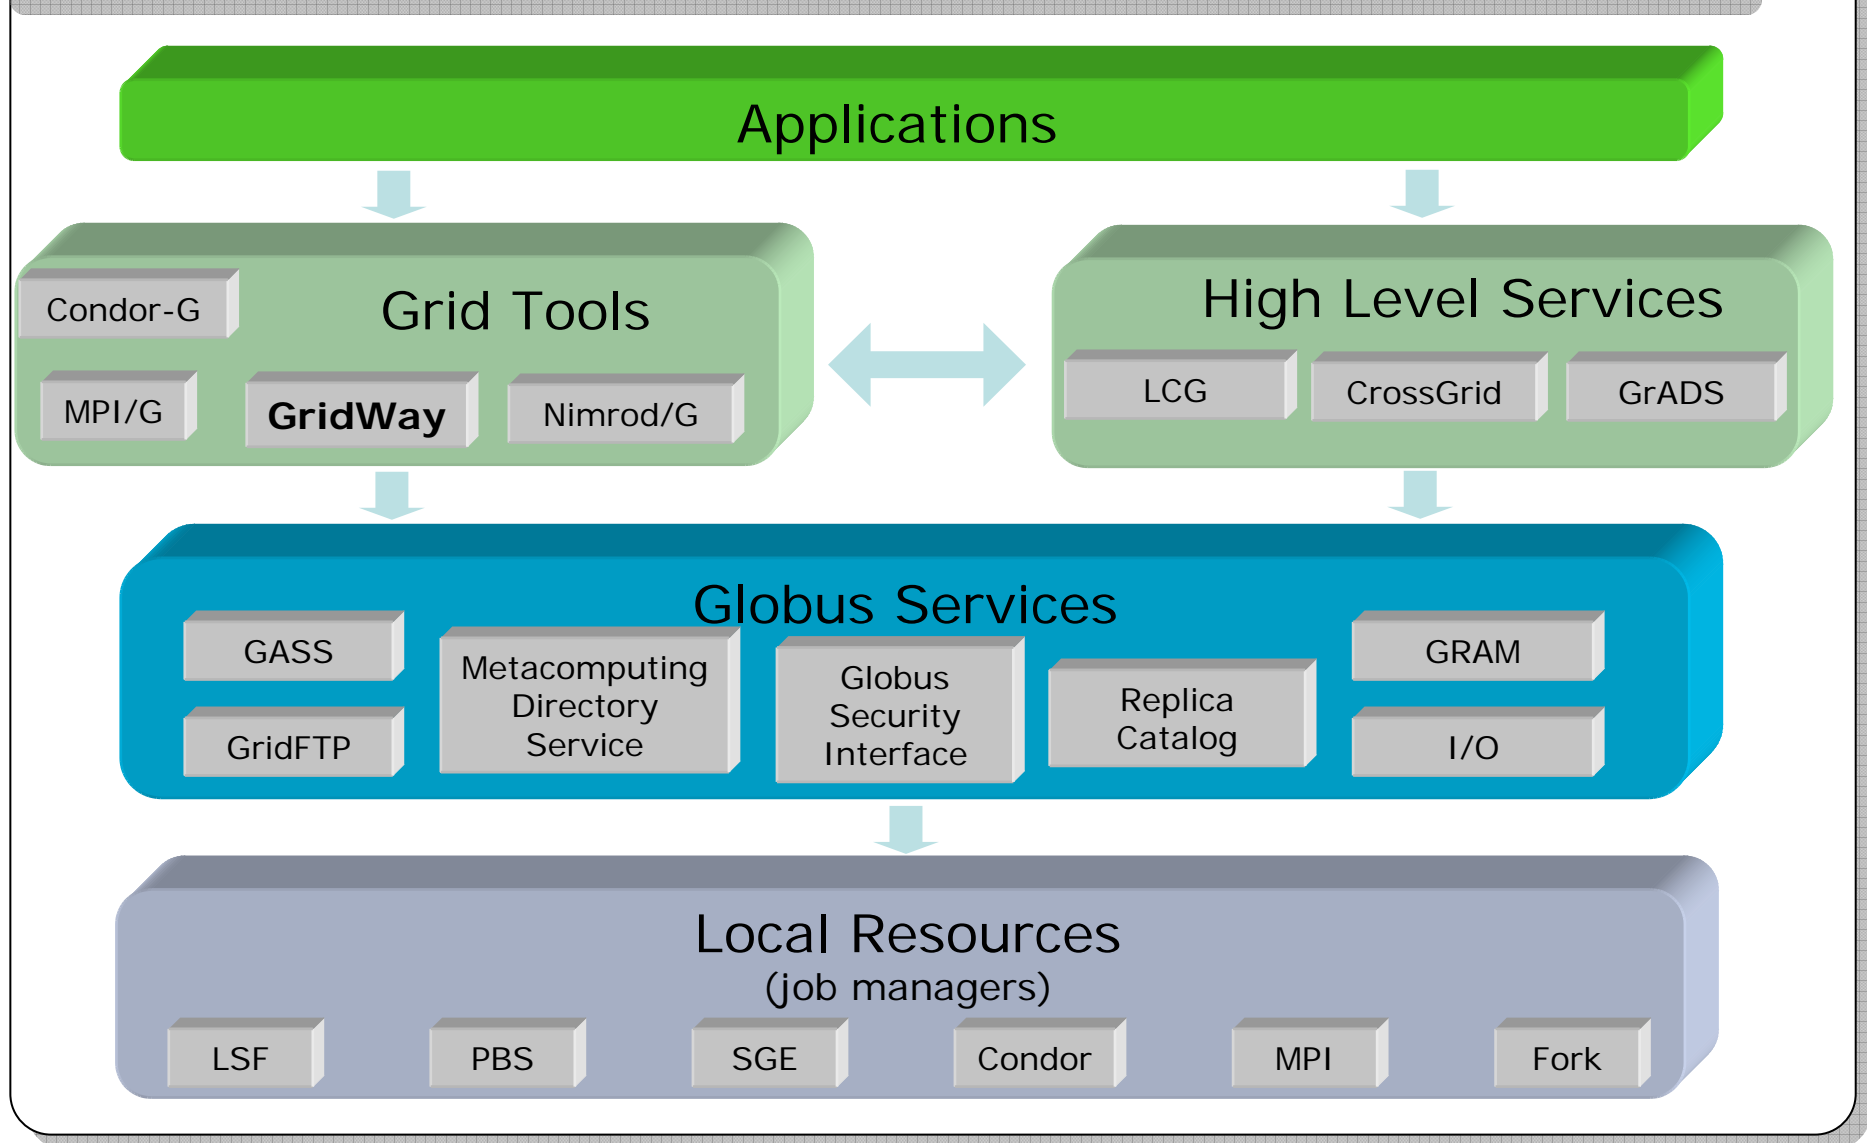 Applications
Grid Tools
Condor-G
MPI/G
GridWay
Nimrod/G
High Level Services
LCG
CrossGrid
GrADS
Globus Services
GASS
GridFTP
Metacomputing
Directory
Service
Globus
Security
Interface
Replica
Catalog
GRAM
I/O
Local Resources
(job managers)
LSF
PBS
SGE
Condor
MPI
Fork